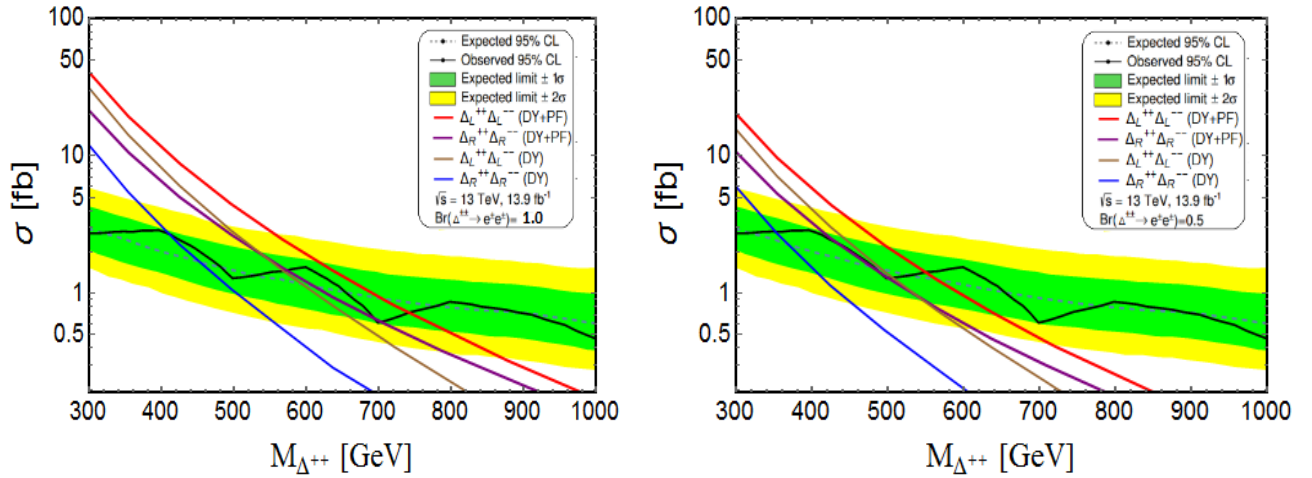 100
50
10
5
1
0.5
σ [fb]
Expected 95% CL
Observed 95% CL
Expected limit ± 1σ
Expected limit ± 2σ
Δ_L^{++}Δ_L^{--} (DY+PF)
Δ_R^{++}Δ_R^{--} (DY+PF)
Δ_L^{++}Δ_L^{--} (DY)
Δ_R^{++}Δ_R^{--} (DY)
√s = 13 TeV, 13.9 fb⁻¹
Br(Δ^{±±}→ e^±e^±)= 1.0
300 400 500 600 700 800 900 1000
M_{Δ^{++}} [GeV]
100
50
10
5
1
0.5
σ [fb]
Expected 95% CL
Observed 95% CL
Expected limit ± 1σ
Expected limit ± 2σ
Δ_L^{++}Δ_L^{--} (DY+PF)
Δ_R^{++}Δ_R^{--} (DY+PF)
Δ_L^{++}Δ_L^{--} (DY)
Δ_R^{++}Δ_R^{--} (DY)
√s = 13 TeV, 13.9 fb⁻¹
Br(Δ^{±±}→ e^±e^±)=0.5
300 400 500 600 700 800 900 1000
M_{Δ^{++}} [GeV]